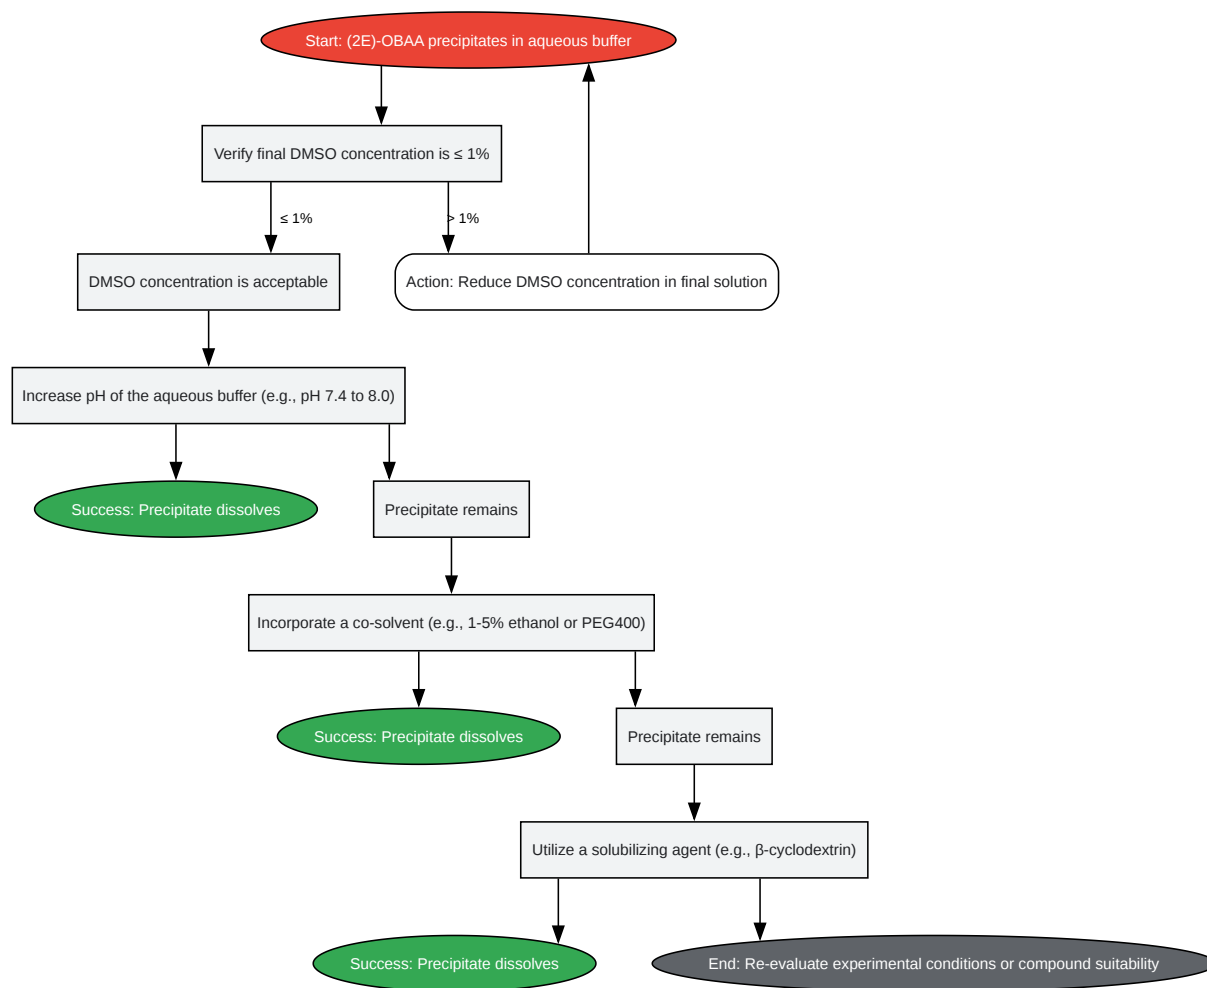 Start: (2E)-OBAA precipitates in aqueous buffer
Verify final DMSO concentration is ≤ 1%
≤ 1%
> 1%
DMSO concentration is acceptable
Action: Reduce DMSO concentration in final solution
Increase pH of the aqueous buffer (e.g., pH 7.4 to 8.0)
Success: Precipitate dissolves
Precipitate remains
Incorporate a co-solvent (e.g., 1-5% ethanol or PEG400)
Success: Precipitate dissolves
Precipitate remains
Utilize a solubilizing agent (e.g., β-cyclodextrin)
Success: Precipitate dissolves
End: Re-evaluate experimental conditions or compound suitability